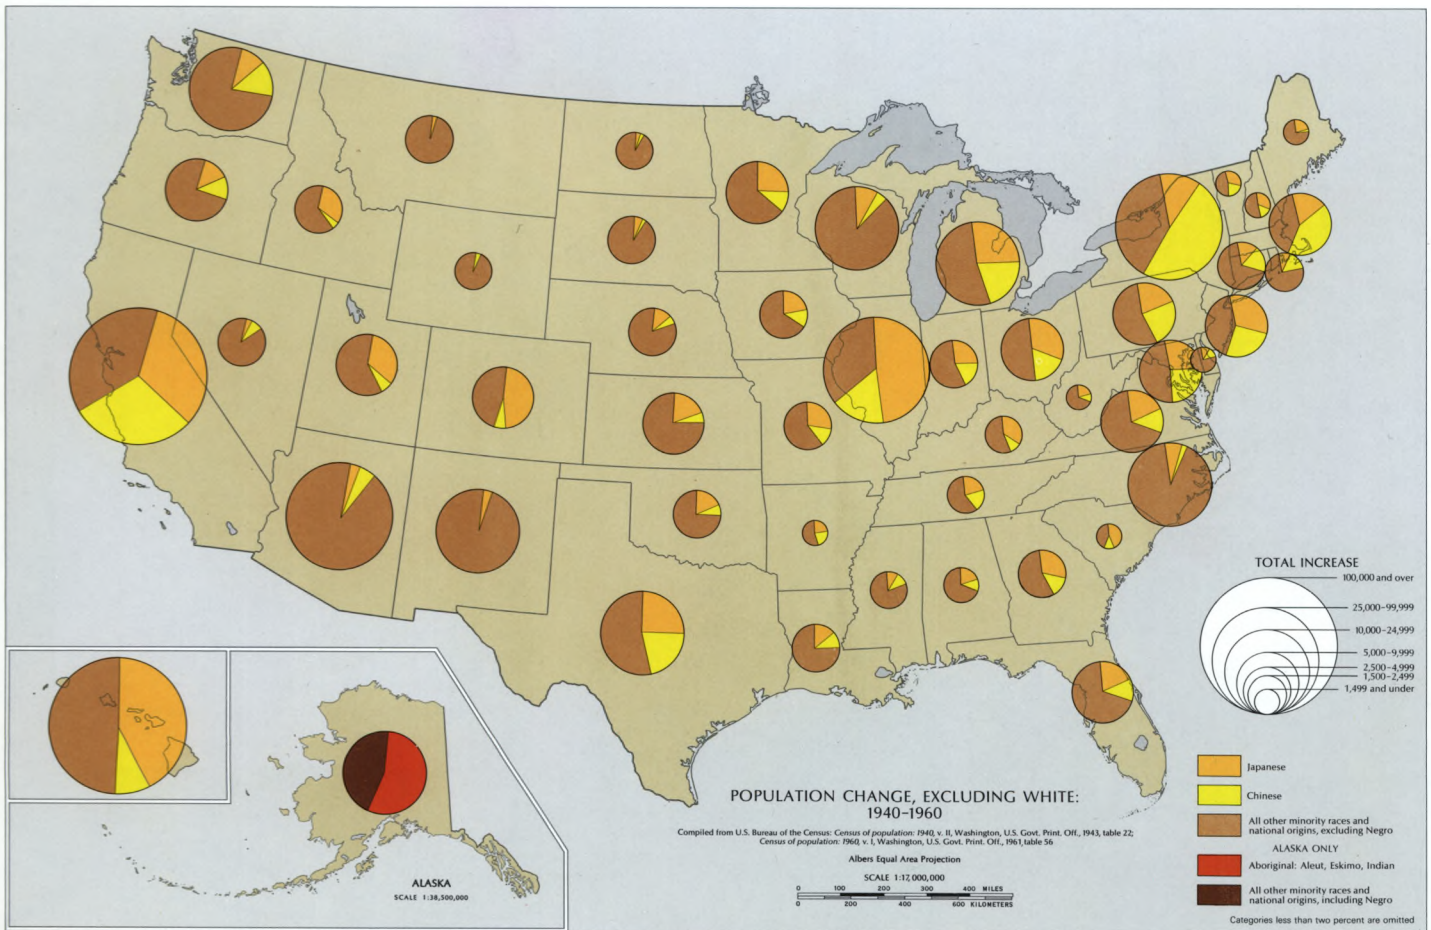 TOTAL INCREASE
100,000 and over
25,000–99,999
10,000–24,999
5,000–9,999
2,500–4,999
1,500–2,499
1,499 and under
Japanese
Chinese
All other minority races and
national origins, excluding Negro
ALASKA ONLY
Aboriginal: Aleut, Eskimo, Indian
All other minority races and
national origins, including Negro
Categories less than two percent are omitted
POPULATION CHANGE, EXCLUDING WHITE:
1940–1960
Compiled from U.S. Bureau of the Census: Census of population: 1940, v. II, Washington, U.S. Govt. Print. Off., 1943, table 22;
Census of population: 1960, v. I, Washington, U.S. Govt. Print. Off., 1961, table 56
Albers Equal Area Projection
SCALE 1:17,000,000
0 100 200 300 400 MILES
0 200 400 600 KILOMETERS
ALASKA
SCALE 1:38,500,000